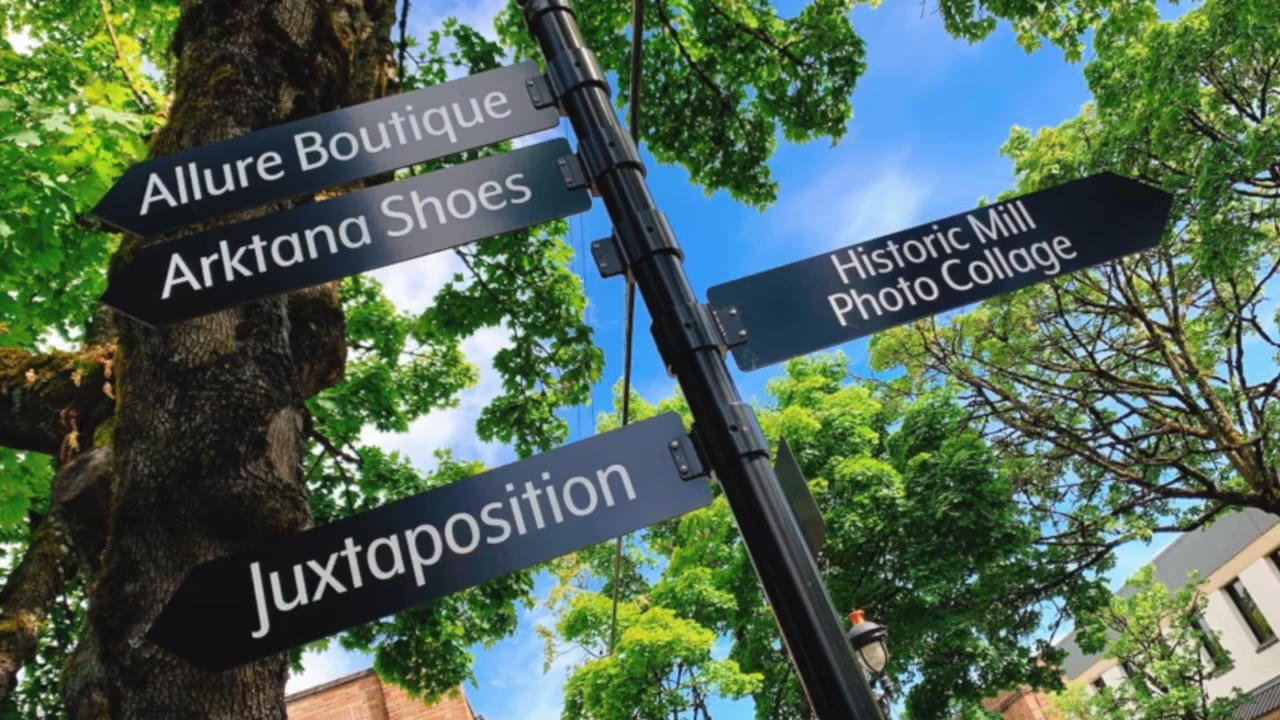 Allure Boutique
Arktana Shoes
Historic Mill
Photo Collage
Juxtaposition